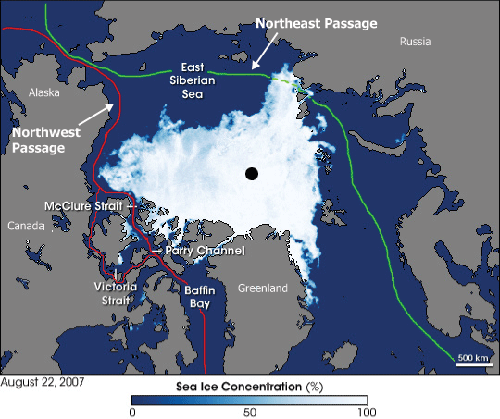 Northeast Passage
Russia
East
Siberian
Sea
Alaska
Northwest
Passage
McClure Strait
Canada
Parry Channel
Victoria
Strait
Baffin
Bay
Greenland
500 km
August 22, 2007
Sea Ice Concentration (%)
0 50 100